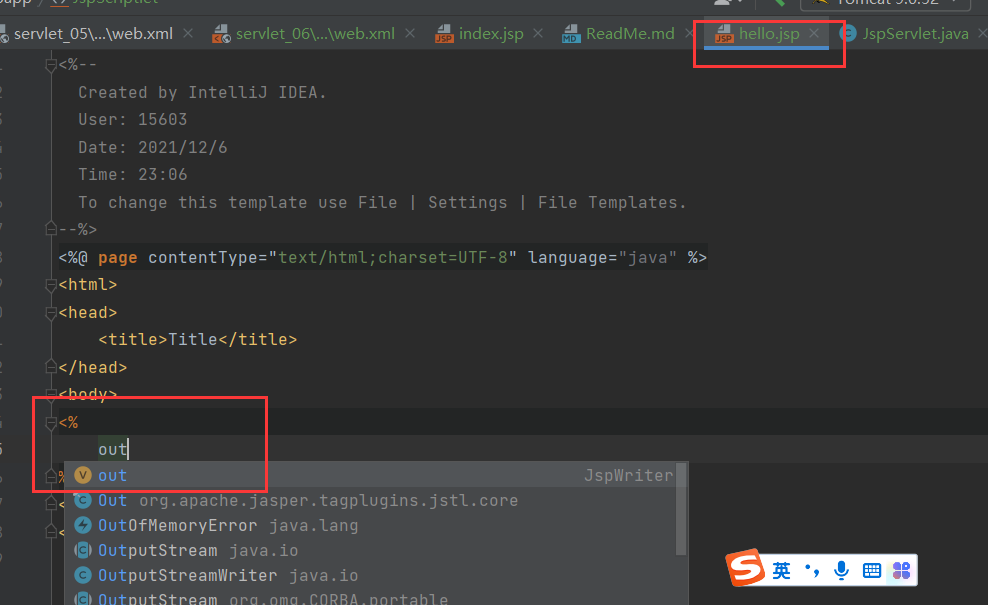 JspScriptlet
servlet_05\...\web.xml servlet_06\...\web.xml index.jsp ReadMe.md hello.jsp JspServlet.java
<%--
Created by IntelliJ IDEA.
User: 15603
Date: 2021/12/6
Time: 23:06
To change this template use File | Settings | File Templates.
--%>
<%@ page contentType="text/html;charset=UTF-8" language="java" %>
<html>
<head>
<title>Title</title>
</head>
<body>
<%
out
out JspWriter
Out org.apache.jasper.tagplugins.jstl.core
OutOfMemoryError java.lang
OutputStream java.io
OutputStreamWriter java.io
OutputStream org.omg.CORBA.portable
英